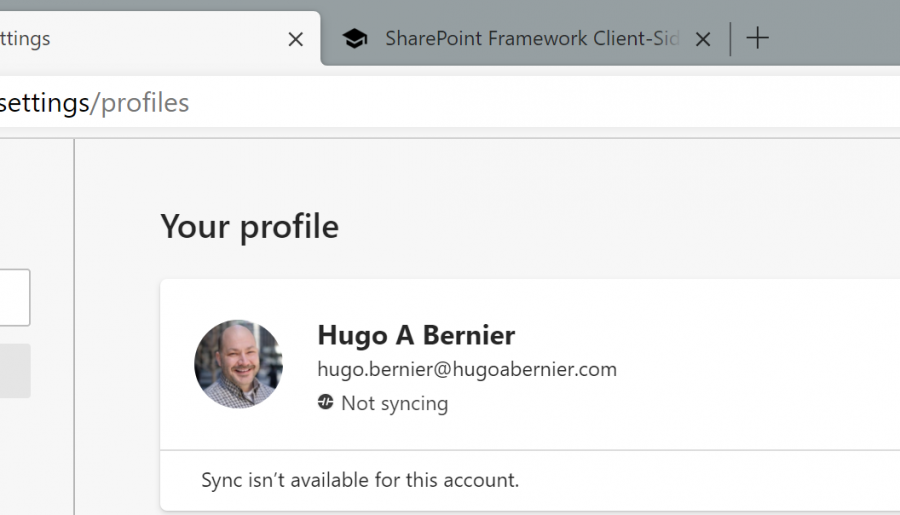 ttings
SharePoint Framework Client-Sid
settings/profiles
Your profile
Hugo A Bernier
hugo.bernier@hugoabernier.com
Not syncing
Sync isn’t available for this account.